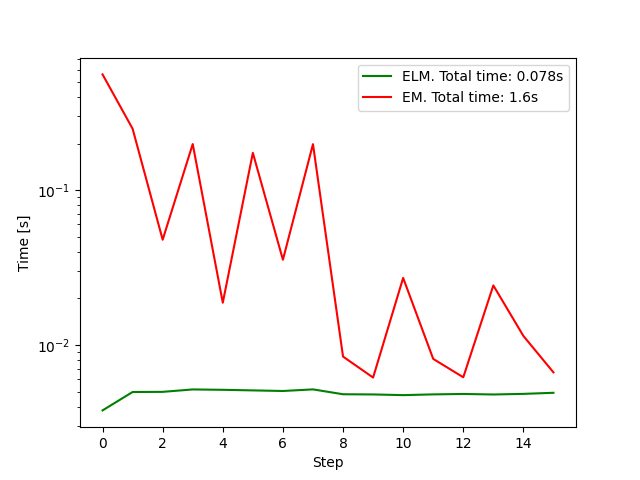 ELM. Total time: 0.078s
EM. Total time: 1.6s
Time [s]
10⁻¹
10⁻²
0 2 4 6 8 10 12 14
Step